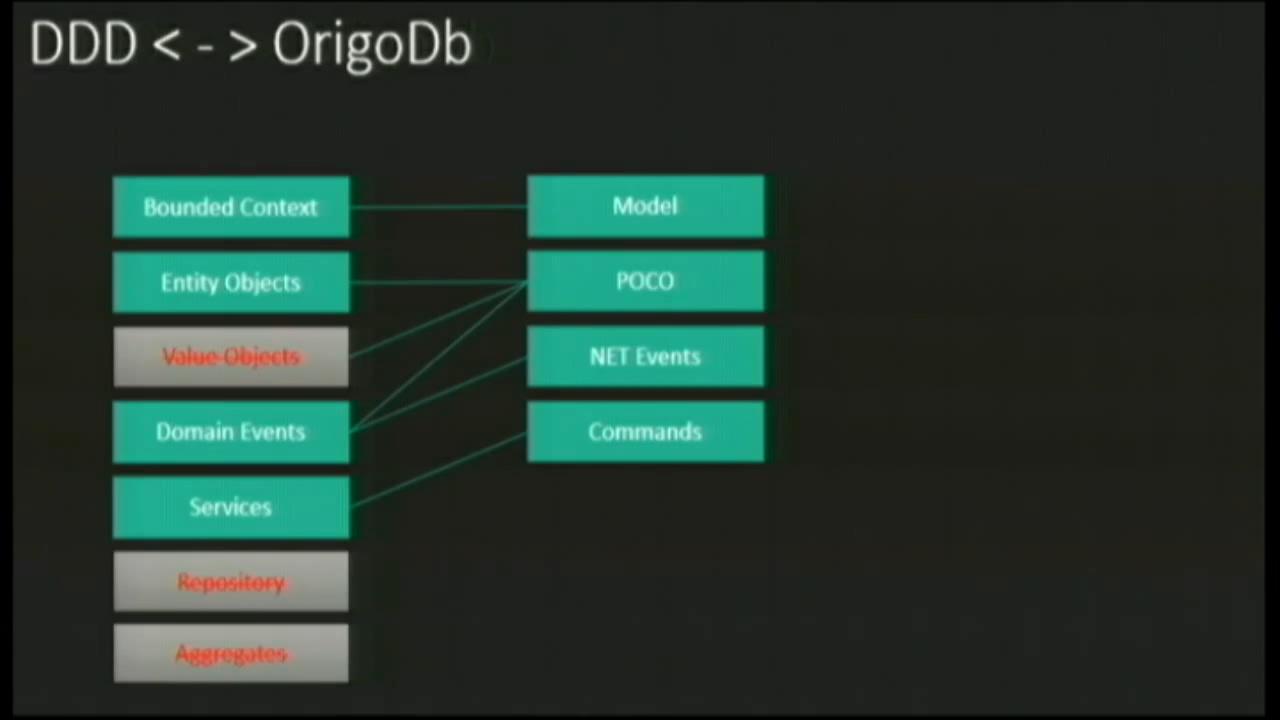 DDD < - > OrigoDb
Bounded Context
Model
Entity Objects
POCO
Value Objects
NET Events
Domain Events
Commands
Services
Repository
Aggregates